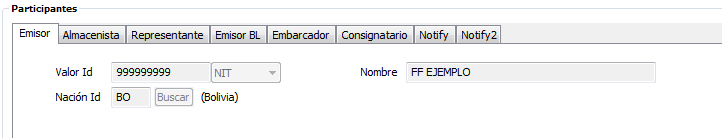 Participantes
Emisor Almacenista Representante Emisor BL Embarcador Consignatario Notify Notify2
Valor Id 999999999 NIT Nombre FF EJEMPLO
Nación Id BO Buscar (Bolivia)